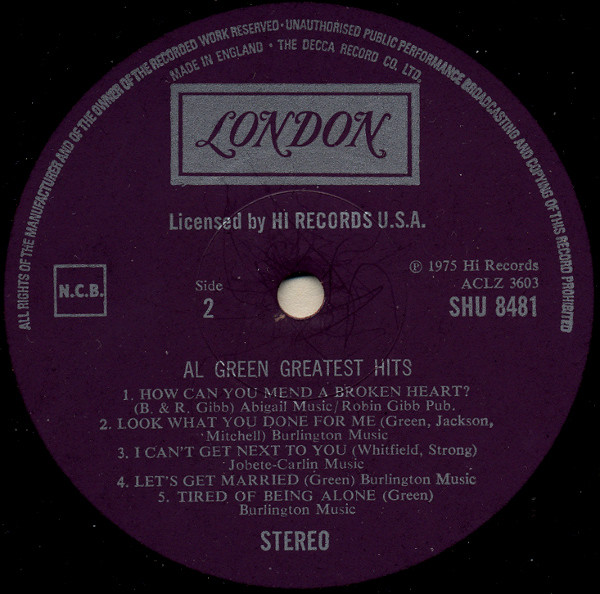 ALL RIGHTS OF THE MANUFACTURER AND OF THE OWNER OF THE RECORDED WORK RESERVED · UNAUTHORISED PUBLIC PERFORMANCE BROADCASTING AND COPYING OF THIS RECORD PROHIBITED
MADE IN ENGLAND · THE DECCA RECORD CO. LTD.
LONDON
Licensed by Hi RECORDS U.S.A.
N.C.B.
Side
2
℗ 1975 Hi Records
ACLZ 3603
SHU 8481
AL GREEN GREATEST HITS
1. HOW CAN YOU MEND A BROKEN HEART?
(B. & R. Gibb) Abigail Music/Robin Gibb Pub.
2. LOOK WHAT YOU DONE FOR ME (Green, Jackson,
Mitchell) Burlington Music
3. I CAN'T GET NEXT TO YOU (Whitfield, Strong)
Jobete-Carlin Music
4. LET'S GET MARRIED (Green) Burlington Music
5. TIRED OF BEING ALONE (Green)
Burlington Music
STEREO